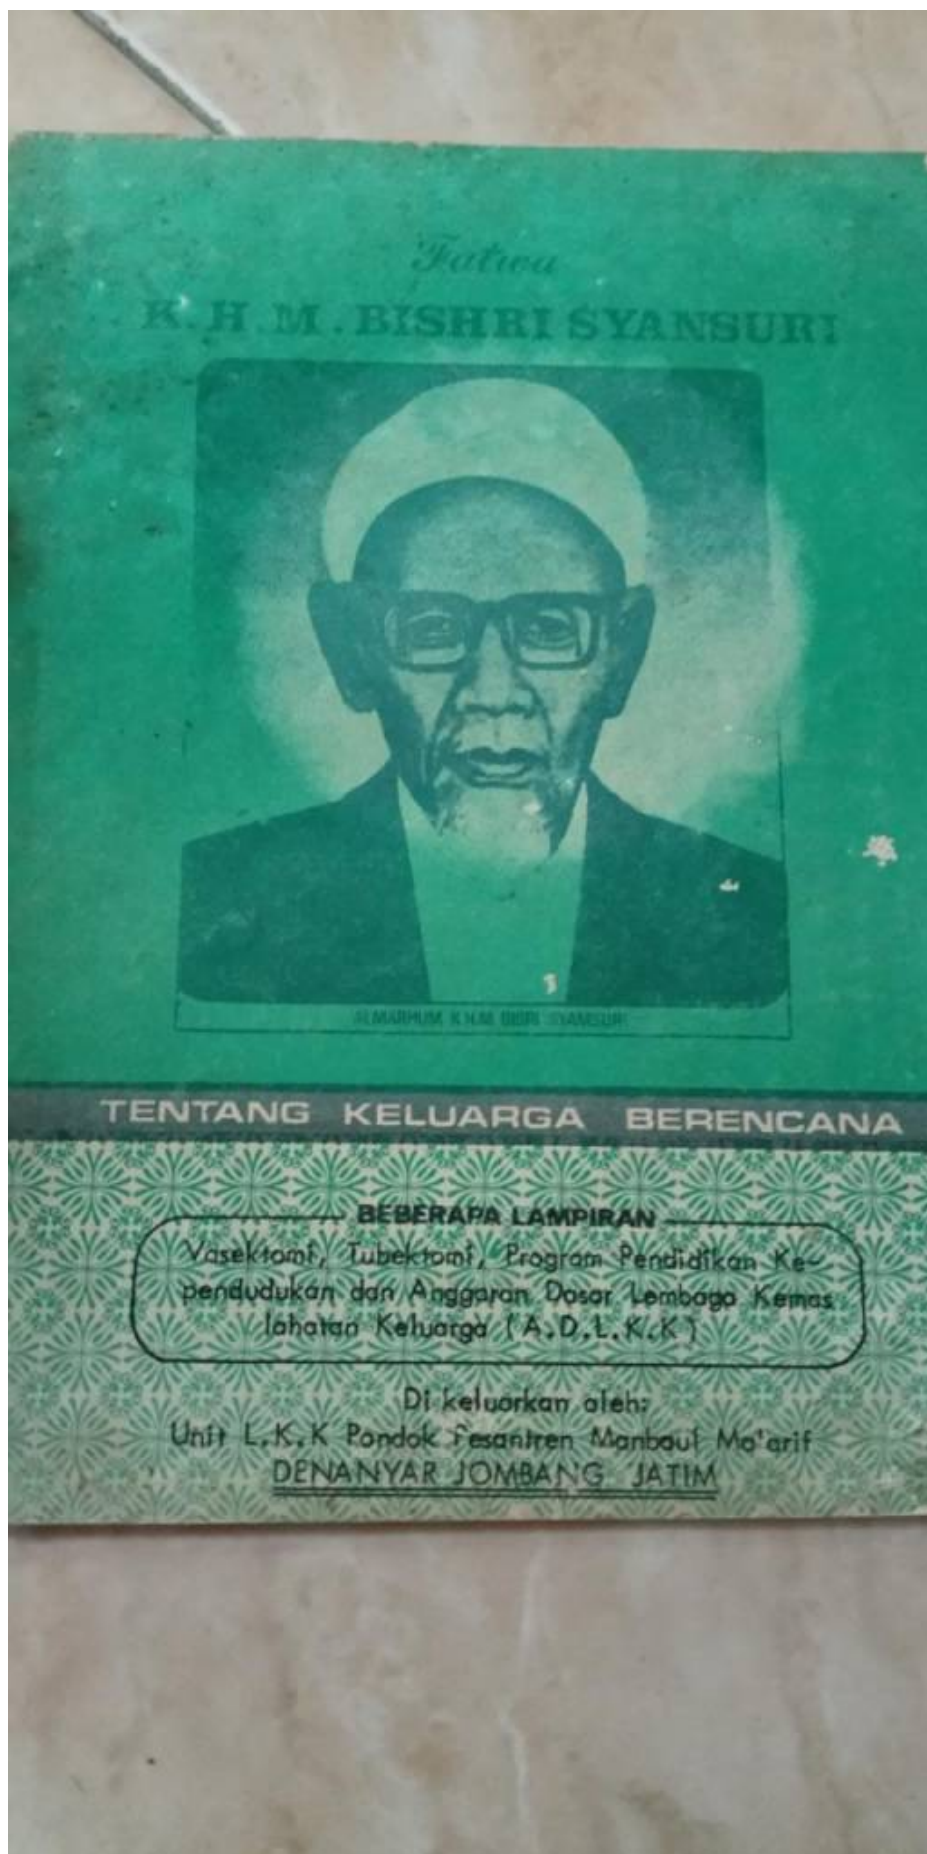 Fatwa
K.H.M. BISHRI SYANSURI
ALMARHUM K.H.M. BISRI SYAMSURI
TENTANG KELUARGA BERENCANA
BEBERAPA LAMPIRAN
Vasektomi, Tubektomi, Program Pendidikan Ke-
pendudukan dan Anggaran Dasar Lembaga Kemas
lahatan Keluarga (A.D.L.K.K)
Di keluarkan oleh:
Unit L.K.K Pondok Pesantren Manbaul Ma'arif
DENANYAR JOMBANG JATIM